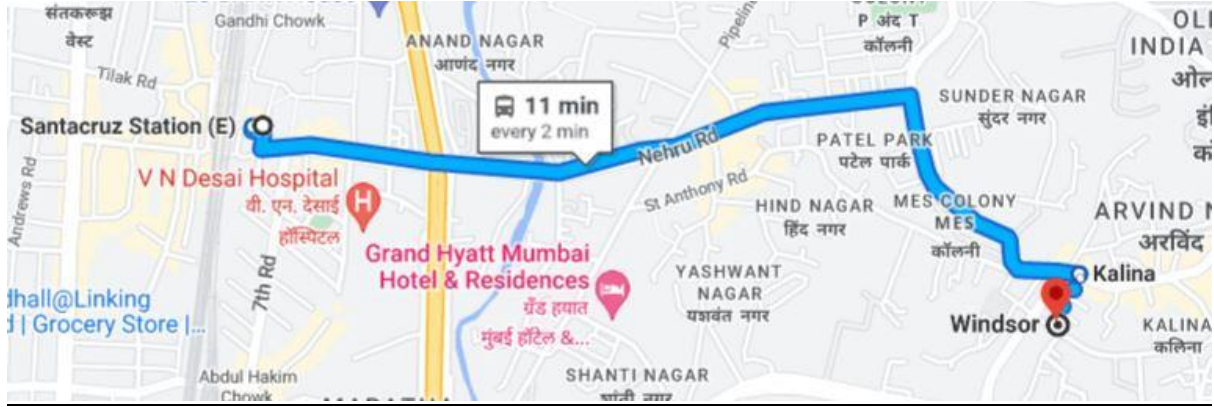 संतकरूझ
वेस्ट
Gandhi Chowk
Tilak Rd
ANAND NAGAR
आणंद नगर
Pipeline
P अंड T
कॉलनी
INDIA
SUNDER NAGAR
सुंदर नगर
11 min
every 2 min
Santacruz Station (E)
Nehru Rd
PATEL PARK
पटेल पार्क
V N Desai Hospital
वी. एन. देसाई
हॉस्पिटल
H
Andrews Rd
St Anthony Rd
HIND NAGAR
हिंद नगर
MES COLONY
MES
कॉलनी
ARVIND
अरविंद
Grand Hyatt Mumbai
Hotel & Residences
ग्रँड हयात
मुंबई हॉटेल &...
7th Rd
YASHWANT
NAGAR
यशवंत नगर
Kalina
Windsor
dhall@Linking
d | Grocery Store |...
KALINA
कलिना
Abdul Hakim
Chowk
SHANTI NAGAR